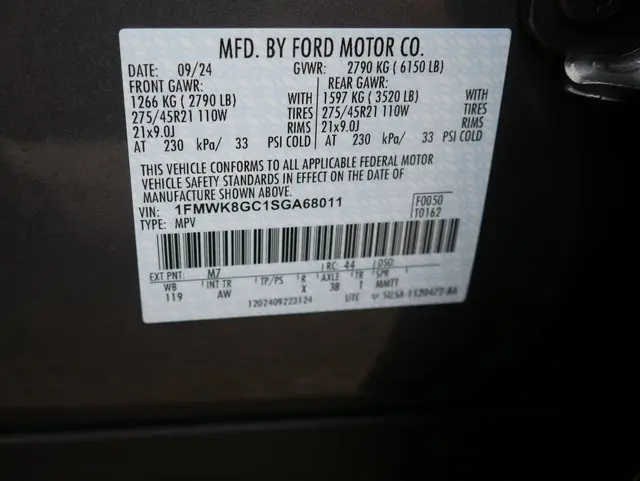 MFD. BY FORD MOTOR CO.
DATE: 09/24 GVWR: 2790 KG ( 6150 LB)
FRONT GAWR: REAR GAWR:
1266 KG ( 2790 LB) WITH 1597 KG ( 3520 LB) WITH
275/45R21 110W TIRES 275/45R21 110W TIRES
21x9.0J RIMS 21x9.0J RIMS
AT 230 kPa/ 33 PSI COLD AT 230 kPa/ 33 PSI COLD
THIS VEHICLE CONFORMS TO ALL APPLICABLE FEDERAL MOTOR
VEHICLE SAFETY STANDARDS IN EFFECT ON THE DATE OF
MANUFACTURE SHOWN ABOVE.
VIN: 1FMWK8GC1SGA68011 F0050
TYPE: MPV T0162
EXT PNT: M7 RC: 44 DSO:
WB INT TR TP/PS R AXLE TR SPR
119 AW X 3B T MMTT
1202409223124 UTC